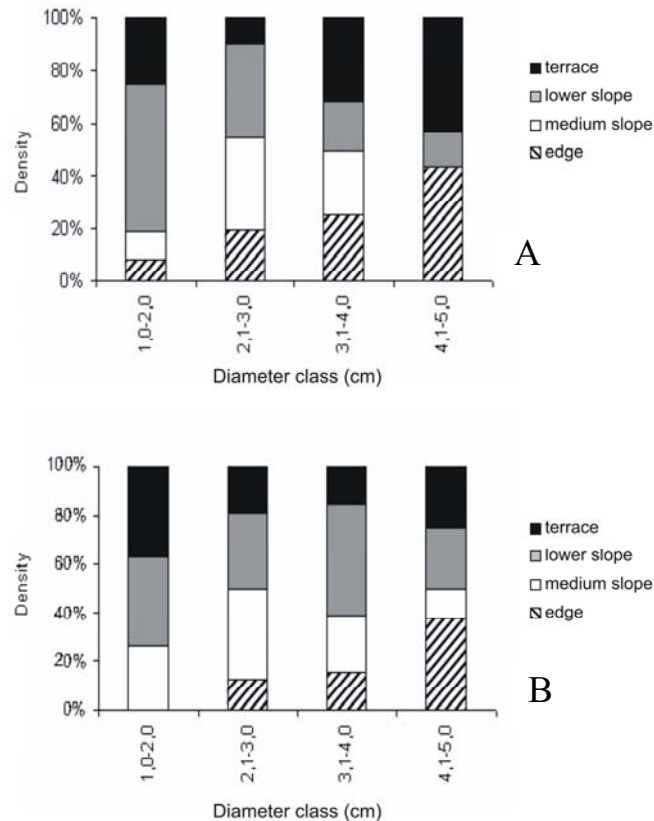 100%
80%
60%
40%
20%
0%
Density
1,0-2,0
2,1-3,0
3,1-4,0
4,1-5,0
Diameter class (cm)
terrace
lower slope
medium slope
edge
A
100%
80%
60%
40%
20%
0%
Density
1,0-2,0
2,1-3,0
3,1-4,0
4,1-5,0
Diameter class (cm)
terrace
lower slope
medium slope
edge
B